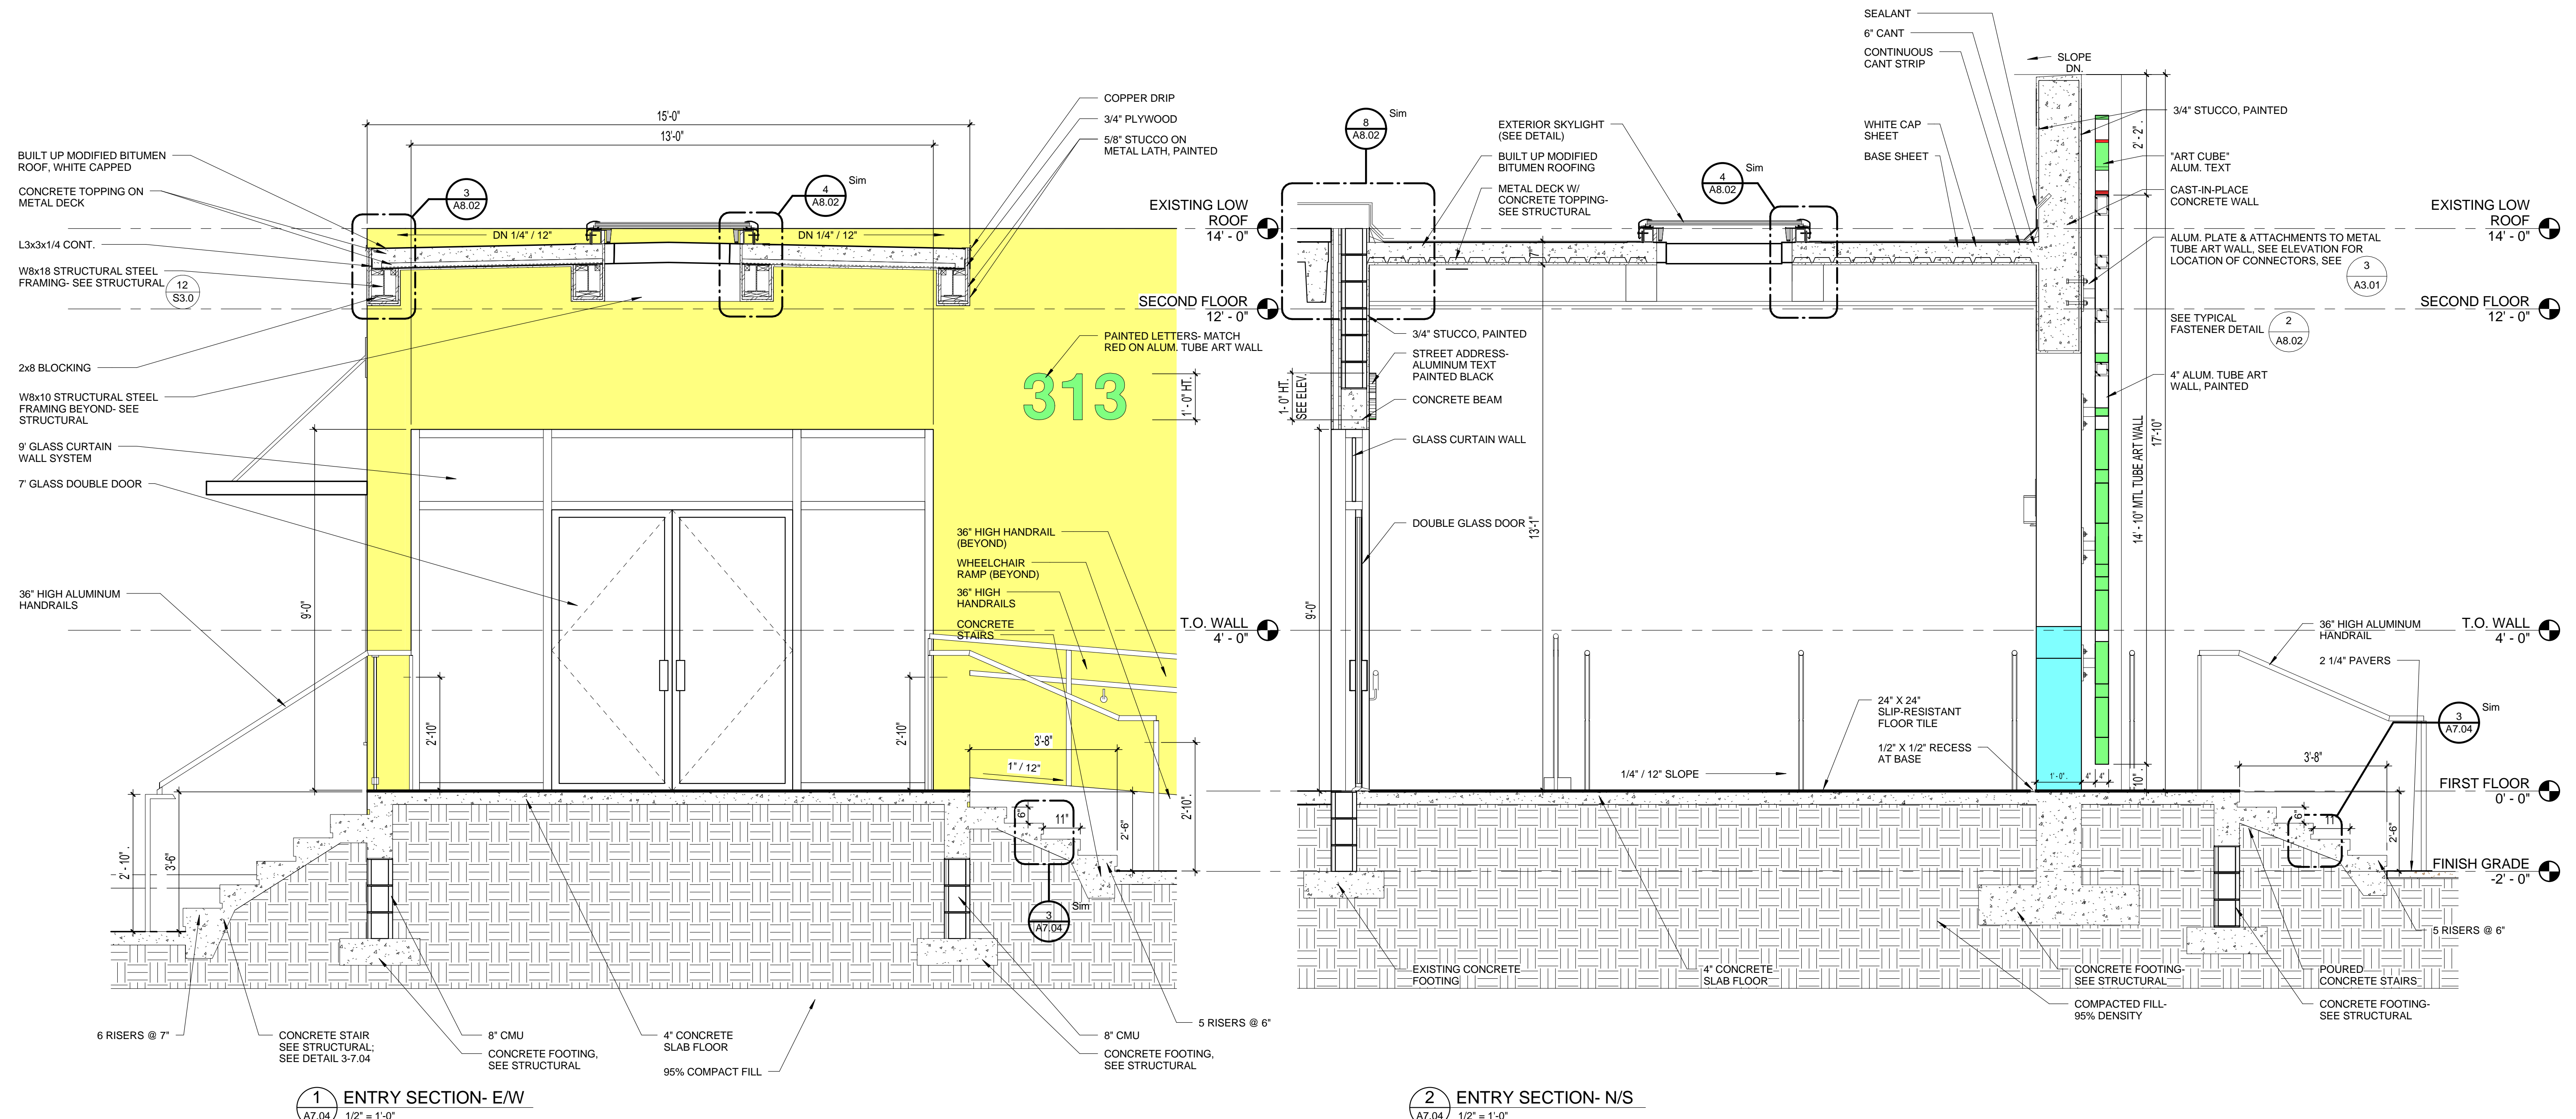 15'-0"
13'-0"
BUILT UP MODIFIED BITUMEN
ROOF, WHITE CAPPED
CONCRETE TOPPING ON
METAL DECK
L3x3x1/4 CONT.
W8x18 STRUCTURAL STEEL
FRAMING- SEE STRUCTURAL
12
S3.0
2x8 BLOCKING
W8x10 STRUCTURAL STEEL
FRAMING BEYOND- SEE
STRUCTURAL
9' GLASS CURTAIN
WALL SYSTEM
7' GLASS DOUBLE DOOR
36" HIGH ALUMINUM
HANDRAILS
3
A8.02
4
A8.02
Sim
DN 1/4" / 12"
DN 1/4" / 12"
COPPER DRIP
3/4" PLYWOOD
5/8" STUCCO ON
METAL LATH, PAINTED
EXISTING LOW
ROOF
14' - 0"
SECOND FLOOR
12' - 0"
PAINTED LETTERS- MATCH
RED ON ALUM. TUBE ART WALL
313
1' - 0" HT.
36" HIGH HANDRAIL
(BEYOND)
WHEELCHAIR
RAMP (BEYOND)
36" HIGH
HANDRAILS
CONCRETE
STAIRS
T.O. WALL
4' - 0"
9'-0"
2'-10"
2'-10"
3'-8"
1" / 12"
2'-10"
6"
11"
2'-6"
2' - 10"
3'-6"
3
A7.04
Sim
6 RISERS @ 7"
CONCRETE STAIR
SEE STRUCTURAL;
SEE DETAIL 3-7.04
8" CMU
CONCRETE FOOTING,
SEE STRUCTURAL
4" CONCRETE
SLAB FLOOR
95% COMPACT FILL
8" CMU
CONCRETE FOOTING,
SEE STRUCTURAL
5 RISERS @ 6"
1
A7.04
ENTRY SECTION- E/W
1/2" = 1'-0"
8
A8.02
Sim
EXTERIOR SKYLIGHT
(SEE DETAIL)
BUILT UP MODIFIED
BITUMEN ROOFING
METAL DECK W/
CONCRETE TOPPING-
SEE STRUCTURAL
4
A8.02
Sim
SEALANT
6" CANT
CONTINUOUS
CANT STRIP
WHITE CAP
SHEET
BASE SHEET
SLOPE
DN.
3/4" STUCCO, PAINTED
2' - 2"
"ART CUBE"
ALUM. TEXT
CAST-IN-PLACE
CONCRETE WALL
ALUM. PLATE & ATTACHMENTS TO METAL
TUBE ART WALL, SEE ELEVATION FOR
LOCATION OF CONNECTORS, SEE
3
A3.01
SEE TYPICAL
FASTENER DETAIL
2
A8.02
4" ALUM. TUBE ART
WALL, PAINTED
EXISTING LOW
ROOF
14' - 0"
SECOND FLOOR
12' - 0"
7"
3/4" STUCCO, PAINTED
STREET ADDRESS-
ALUMINUM TEXT
PAINTED BLACK
1- 0" HT.
SEE ELEV.
CONCRETE BEAM
GLASS CURTAIN WALL
DOUBLE GLASS DOOR
13'-1"
9'-0"
14' - 10" MTL TUBE ART WALL
17'-10"
36" HIGH ALUMINUM
HANDRAIL
2 1/4" PAVERS
T.O. WALL
4' - 0"
3
A7.04
Sim
24" X 24"
SLIP-RESISTANT
FLOOR TILE
1/2" X 1/2" RECESS
AT BASE
1/4" / 12" SLOPE
1' - 0"
4"
4"
10"
3'-8"
FIRST FLOOR
0' - 0"
6"
11
2'-6"
FINISH GRADE
-2' - 0"
5 RISERS @ 6"
EXISTING CONCRETE
FOOTING
4" CONCRETE
SLAB FLOOR
CONCRETE FOOTING-
SEE STRUCTURAL
COMPACTED FILL-
95% DENSITY
POURED
CONCRETE STAIRS
CONCRETE FOOTING-
SEE STRUCTURAL
2
A7.04
ENTRY SECTION- N/S
1/2" = 1'-0"